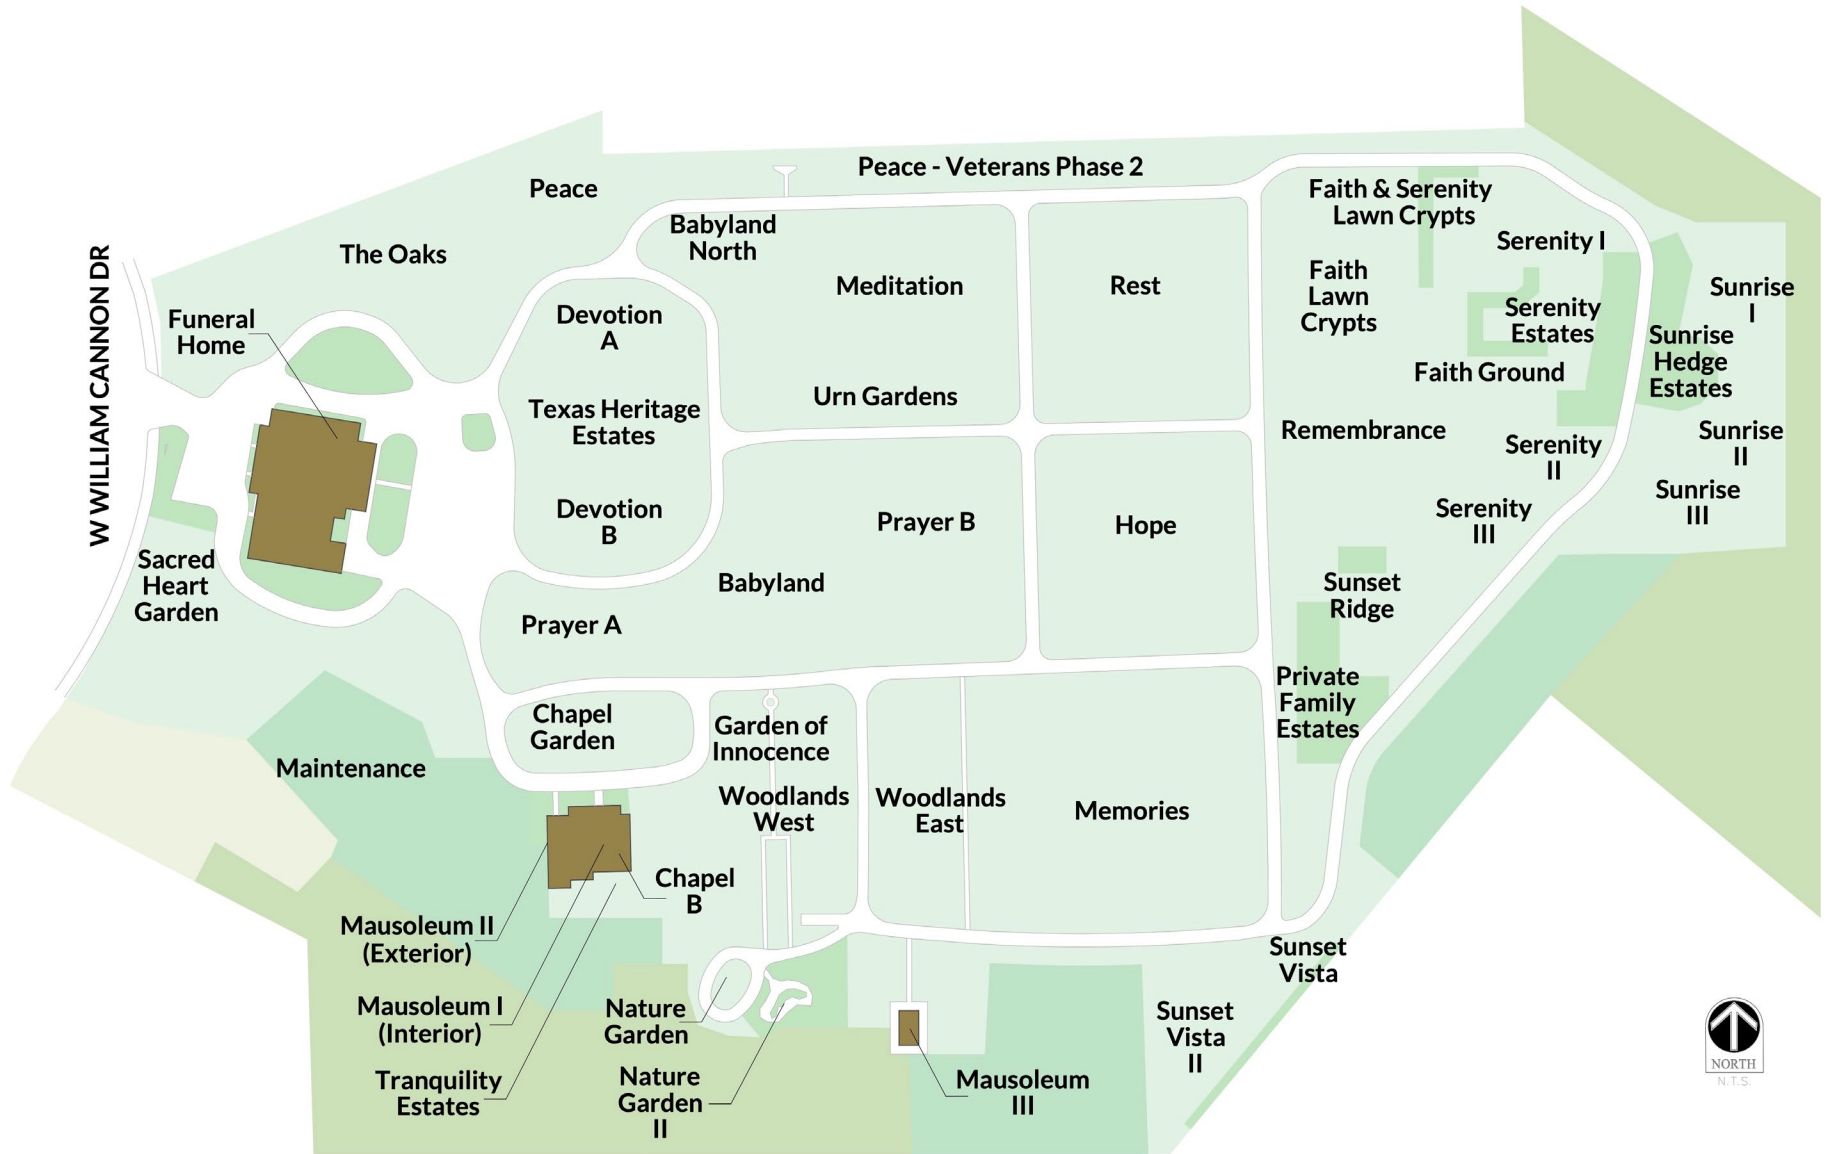 Peace - Veterans Phase 2
Peace
Faith & Serenity
Lawn Crypts
Babyland
North
Serenity I
The Oaks
W WILLIAM CANNON DR
Meditation
Rest
Faith
Lawn
Crypts
Sunrise
I
Funeral
Home
Devotion
A
Serenity
Estates
Sunrise
Hedge
Estates
Faith Ground
Urn Gardens
Texas Heritage
Estates
Remembrance
Sunrise
II
Serenity
II
Sunrise
III
Devotion
B
Prayer B
Hope
Serenity
III
Sacred
Heart
Garden
Babyland
Sunset
Ridge
Prayer A
Private
Family
Estates
Chapel
Garden
Garden of
Innocence
Maintenance
Woodlands
West
Woodlands
East
Memories
Chapel
B
Mausoleum II
(Exterior)
Sunset
Vista
Mausoleum I
(Interior)
Nature
Garden
Sunset
Vista
II
Tranquility
Estates
Nature
Garden
II
Mausoleum
III
NORTH
N.T.S.